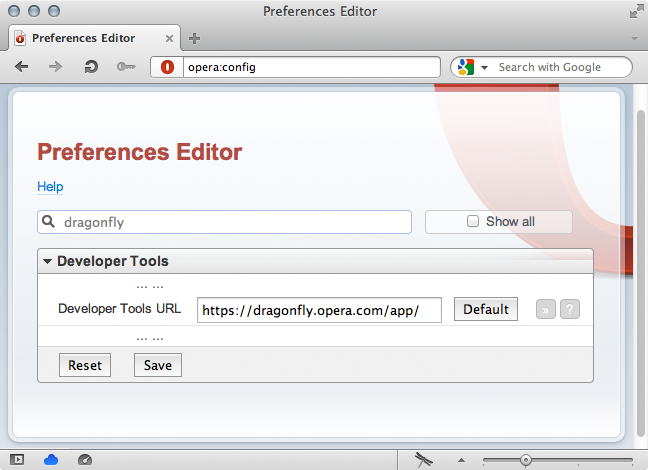 Preferences Editor
Preferences Editor
opera:config
Search with Google
Preferences Editor
Help
dragonfly
Show all
Developer Tools
... ...
Developer Tools URL
https://dragonfly.opera.com/app/
Default
» ?
... ...
Reset
Save